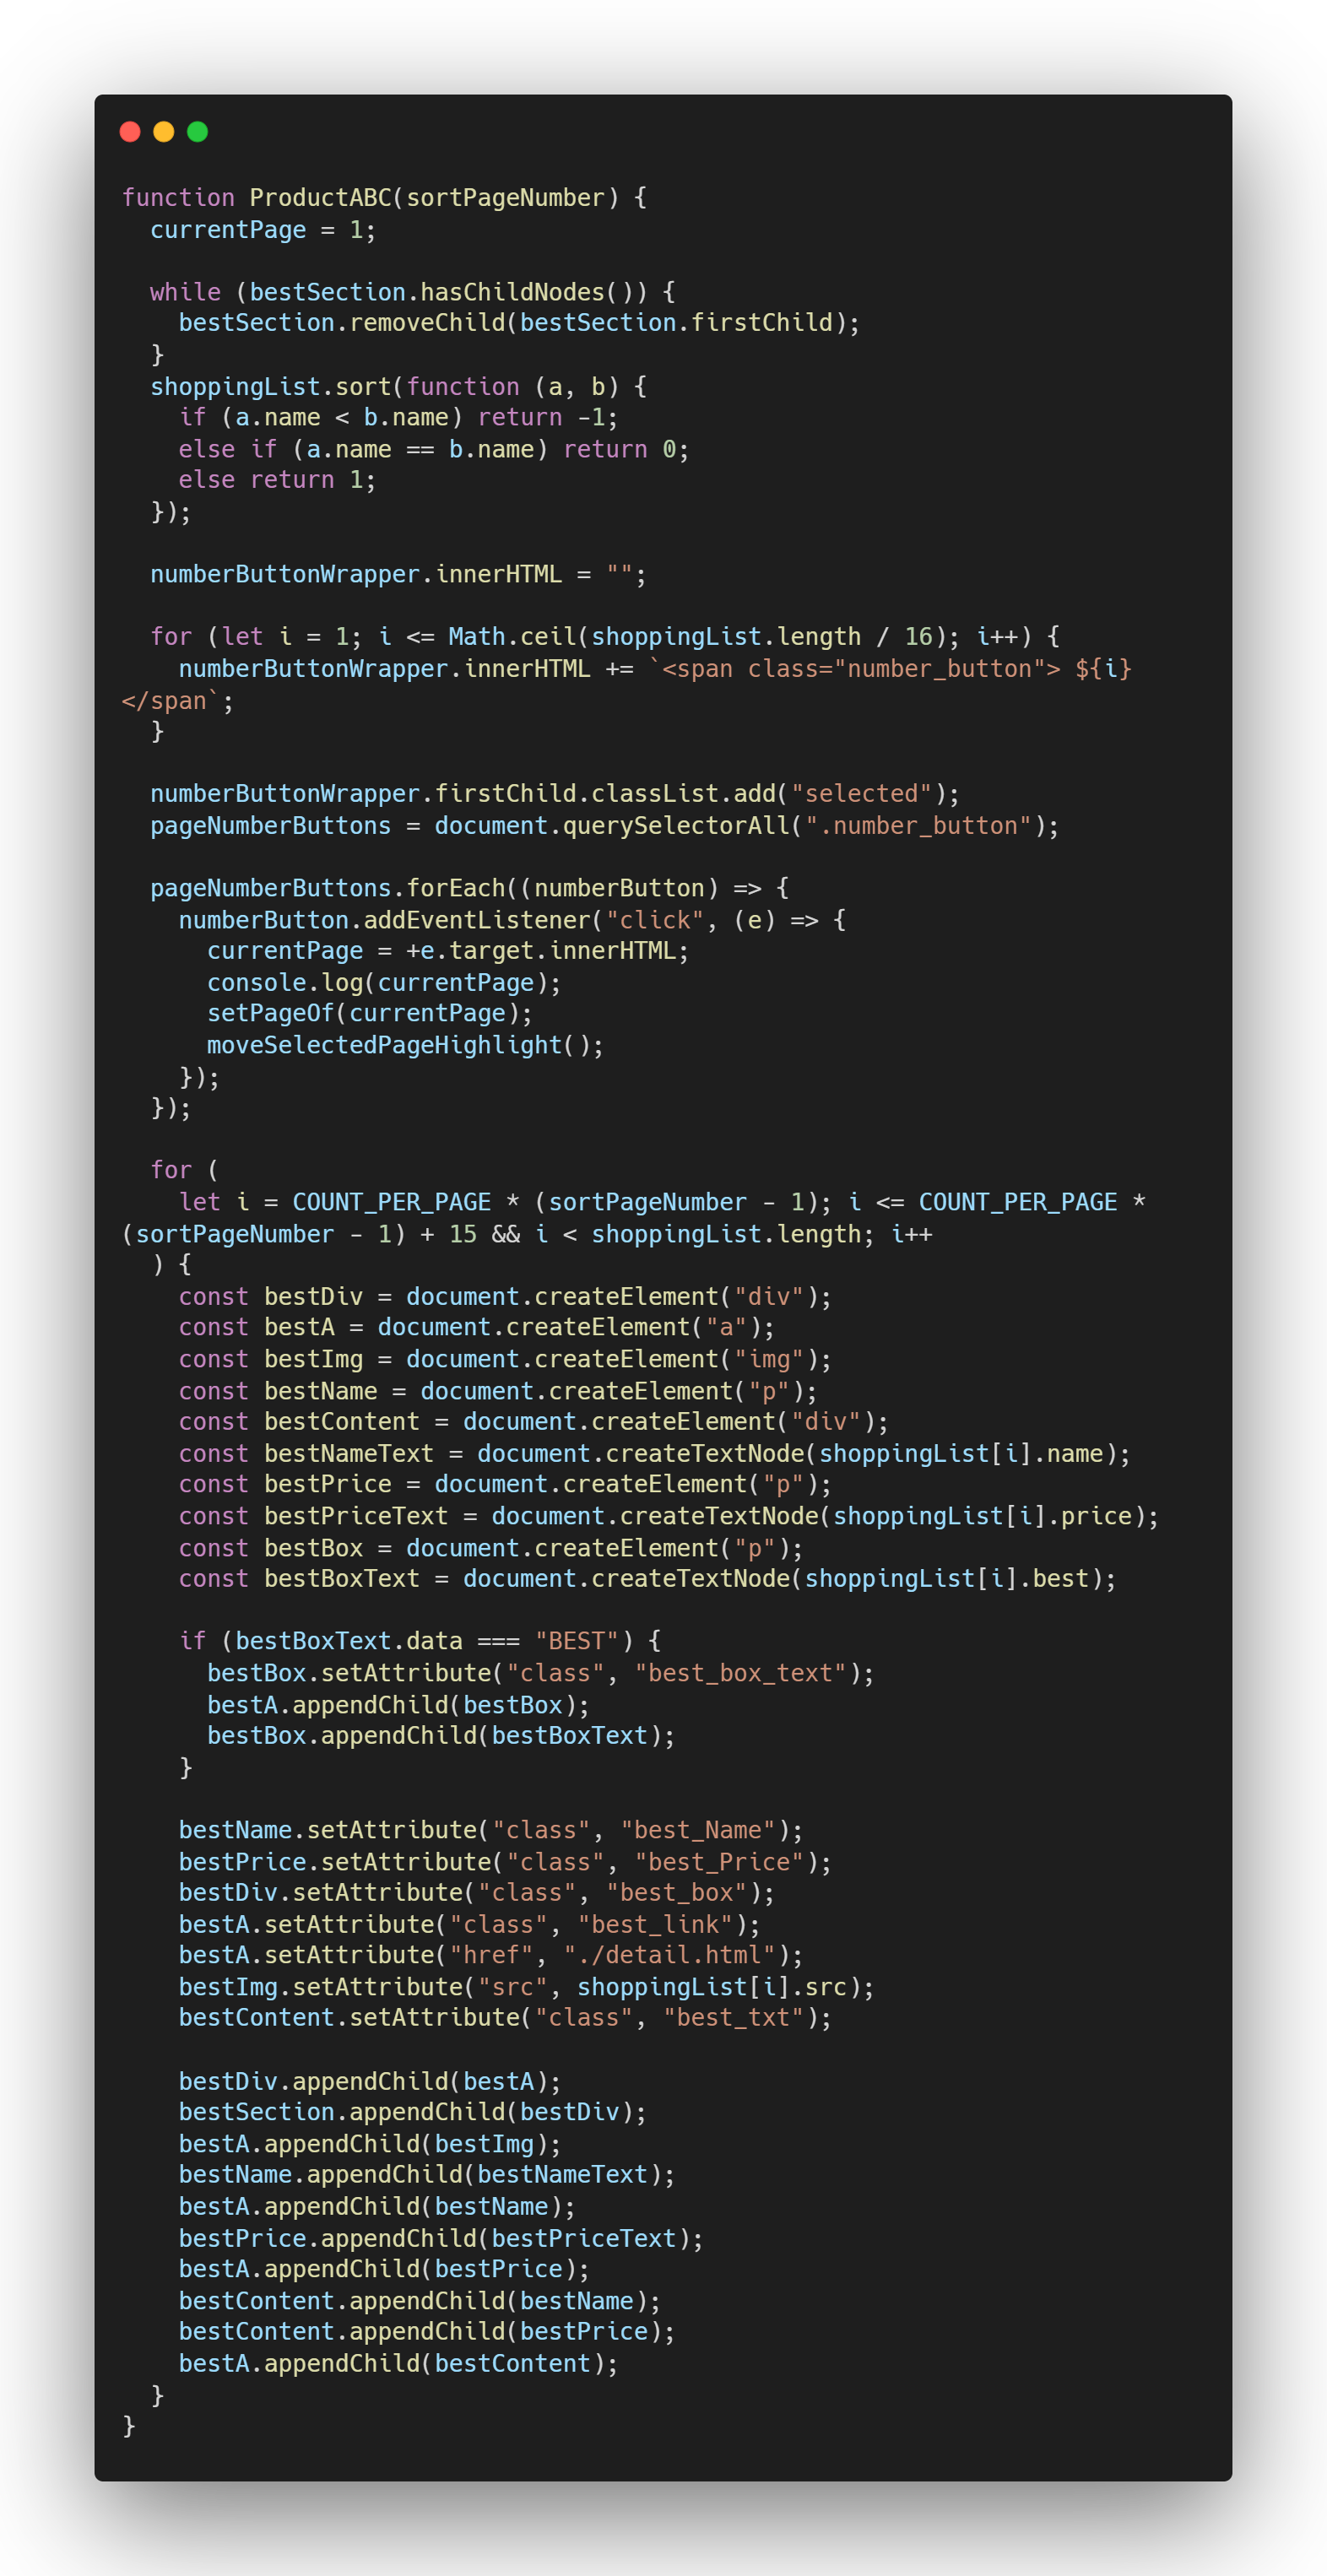 function ProductABC(sortPageNumber) {
  currentPage = 1;

  while (bestSection.hasChildNodes()) {
    bestSection.removeChild(bestSection.firstChild);
  }
  shoppingList.sort(function (a, b) {
    if (a.name < b.name) return -1;
    else if (a.name == b.name) return 0;
    else return 1;
  });

  numberButtonWrapper.innerHTML = "";

  for (let i = 1; i <= Math.ceil(shoppingList.length / 16); i++) {
    numberButtonWrapper.innerHTML += `<span class="number_button"> ${i}
</span`;
  }

  numberButtonWrapper.firstChild.classList.add("selected");
  pageNumberButtons = document.querySelectorAll(".number_button");

  pageNumberButtons.forEach((numberButton) => {
    numberButton.addEventListener("click", (e) => {
      currentPage = +e.target.innerHTML;
      console.log(currentPage);
      setPageOf(currentPage);
      moveSelectedPageHighlight();
    });
  });

  for (
    let i = COUNT_PER_PAGE * (sortPageNumber - 1); i <= COUNT_PER_PAGE *
(sortPageNumber - 1) + 15 && i < shoppingList.length; i++
  ) {
    const bestDiv = document.createElement("div");
    const bestA = document.createElement("a");
    const bestImg = document.createElement("img");
    const bestName = document.createElement("p");
    const bestContent = document.createElement("div");
    const bestNameText = document.createTextNode(shoppingList[i].name);
    const bestPrice = document.createElement("p");
    const bestPriceText = document.createTextNode(shoppingList[i].price);
    const bestBox = document.createElement("p");
    const bestBoxText = document.createTextNode(shoppingList[i].best);

    if (bestBoxText.data === "BEST") {
      bestBox.setAttribute("class", "best_box_text");
      bestA.appendChild(bestBox);
      bestBox.appendChild(bestBoxText);
    }

    bestName.setAttribute("class", "best_Name");
    bestPrice.setAttribute("class", "best_Price");
    bestDiv.setAttribute("class", "best_box");
    bestA.setAttribute("class", "best_link");
    bestA.setAttribute("href", "./detail.html");
    bestImg.setAttribute("src", shoppingList[i].src);
    bestContent.setAttribute("class", "best_txt");

    bestDiv.appendChild(bestA);
    bestSection.appendChild(bestDiv);
    bestA.appendChild(bestImg);
    bestName.appendChild(bestNameText);
    bestA.appendChild(bestName);
    bestPrice.appendChild(bestPriceText);
    bestA.appendChild(bestPrice);
    bestContent.appendChild(bestName);
    bestContent.appendChild(bestPrice);
    bestA.appendChild(bestContent);
  }
}